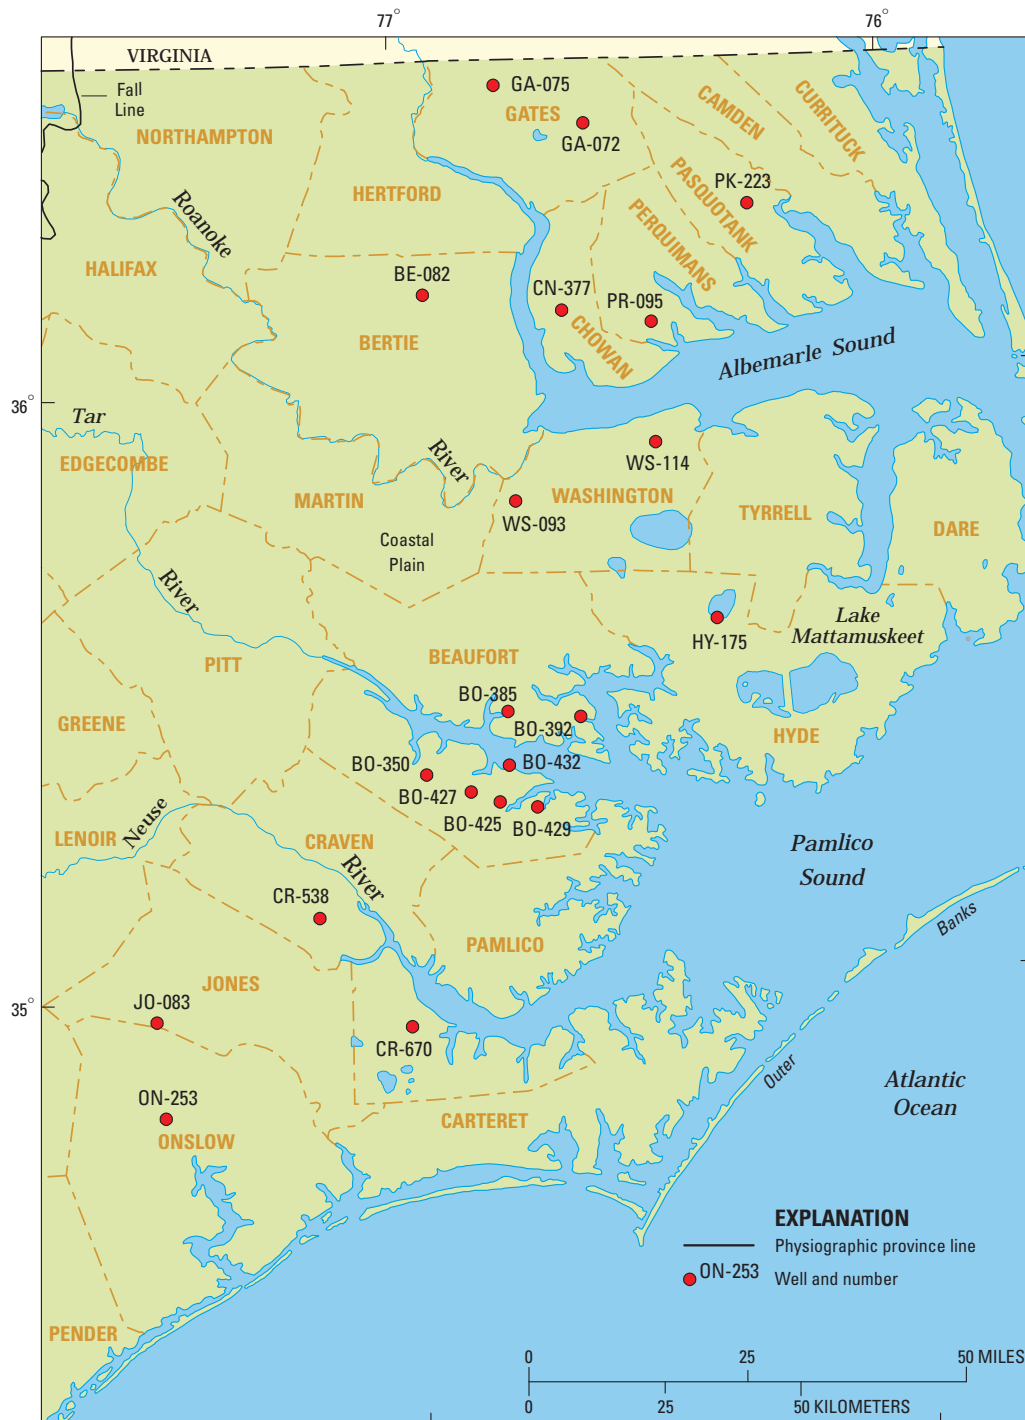 77°
76°
VIRGINIA
Fall
Line
GA-075
GATES
CAMDEN
CURRITUCK
NORTHAMPTON
GA-072
HERTFORD
PASQUOTANK
PK-223
Roanoke
PERQUIMANS
HALIFAX
BE-082
CN-377
PR-095
CHOWAN
BERTIE
Albemarle Sound
36°
Tar
EDGECOMBE
River
WS-114
MARTIN
WASHINGTON
WS-093
TYRRELL
DARE
Coastal
Plain
River
Lake
Mattamuskeet
HY-175
BEAUFORT
PITT
BO-385
GREENE
BO-392
HYDE
BO-350
BO-432
BO-427
BO-425
BO-429
Neuse
LENOIR
CRAVEN
River
Pamlico
Sound
CR-538
Banks
PAMLICO
JONES
JO-083
35°
CR-670
Outer
Atlantic
Ocean
ON-253
ONSLOW
CARTERET
EXPLANATION
Physiographic province line
ON-253 Well and number
PENDER
0 25 50 MILES
0 25 50 KILOMETERS